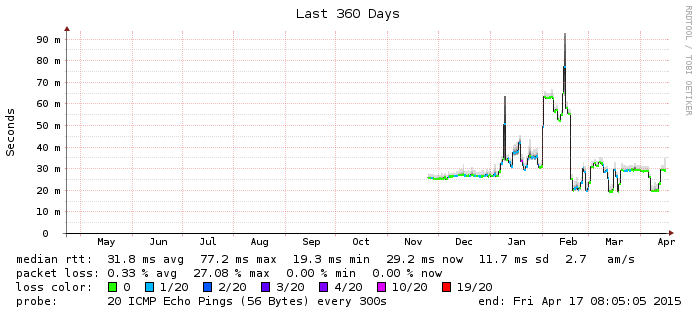 Last 360 Days
RRDTOOL / TOBI OETIKER
Seconds
90 m
80 m
70 m
60 m
50 m
40 m
30 m
20 m
10 m
0
May Jun Jul Aug Sep Oct Nov Dec Jan Feb Mar Apr
median rtt: 31.8 ms avg 77.2 ms max 19.3 ms min 29.2 ms now 11.7 ms sd 2.7 am/s
packet loss: 0.33 % avg 27.08 % max 0.00 % min 0.00 % now
loss color: 0 1/20 2/20 3/20 4/20 10/20 19/20
probe: 20 ICMP Echo Pings (56 Bytes) every 300s end: Fri Apr 17 08:05:05 2015